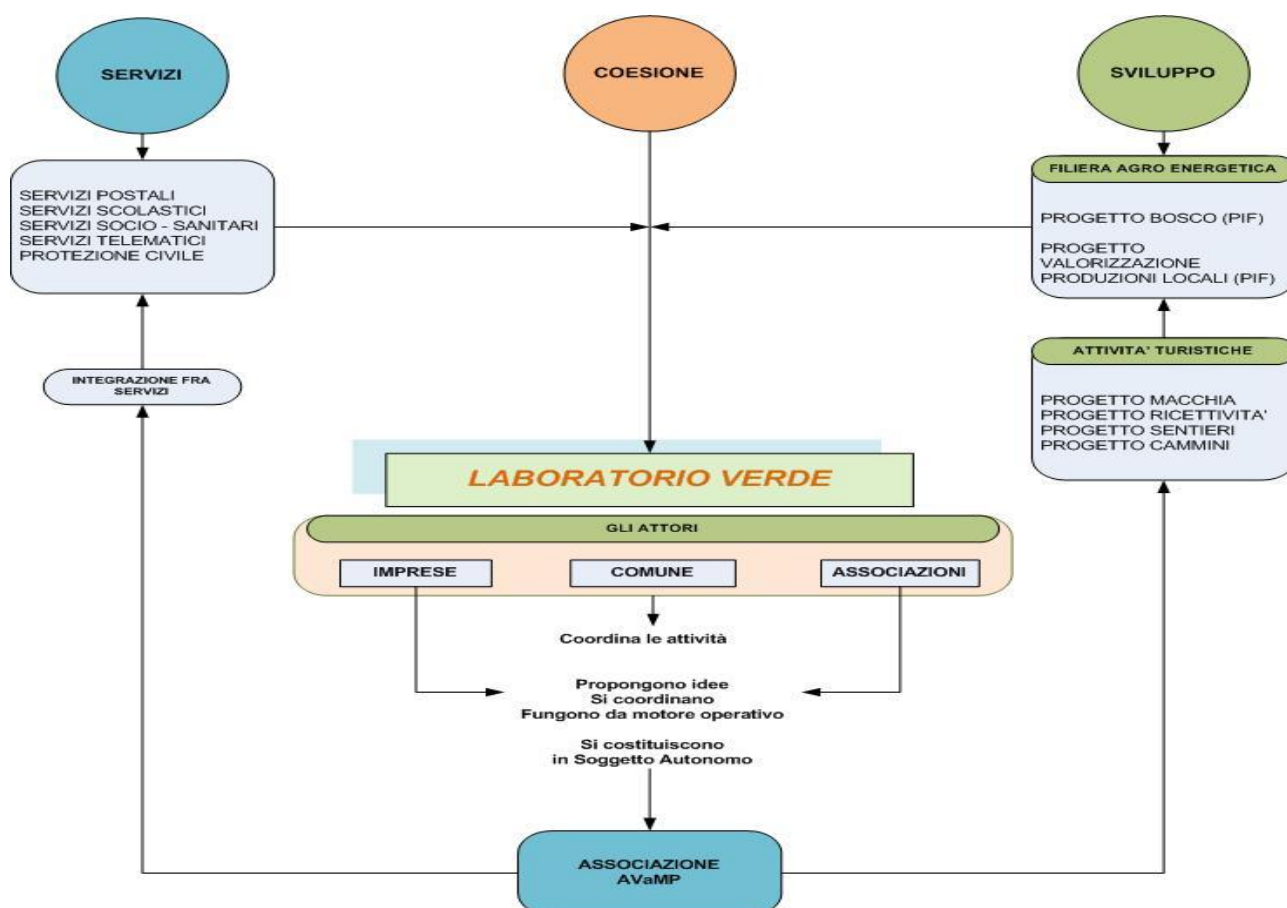 SERVIZI
COESIONE
SVILUPPO
SERVIZI POSTALI
SERVIZI SCOLASTICI
SERVIZI SOCIO - SANITARI
SERVIZI TELEMATICI
PROTEZIONE CIVILE
FILIERA AGRO ENERGETICA
PROGETTO BOSCO (PIF)
PROGETTO
VALORIZZAZIONE
PRODUZIONI LOCALI (PIF)
INTEGRAZIONE FRA
SERVIZI
ATTIVITA' TURISTICHE
PROGETTO MACCHIA
PROGETTO RICETTIVITA'
PROGETTO SENTIERI
PROGETTO CAMMINI
LABORATORIO VERDE
GLI ATTORI
IMPRESE
COMUNE
ASSOCIAZIONI
Coordina le attività
Propongono idee
Si coordinano
Fungono da motore operativo
Si costituiscono
in Soggetto Autonomo
ASSOCIAZIONE
AVaMP